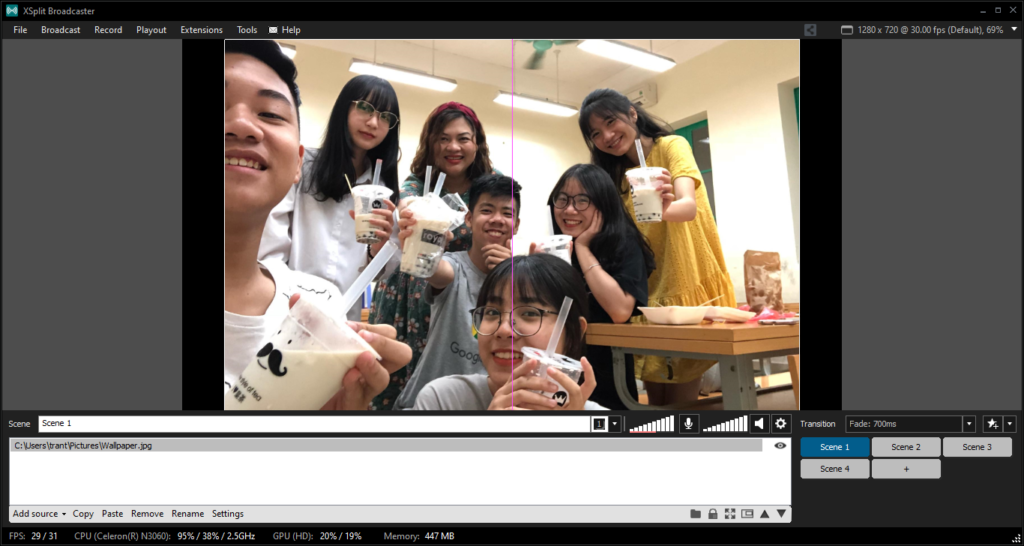 XSplit Broadcaster
File Broadcast Record Playout Extensions Tools Help
1280 x 720 @ 30.00 fps (Default), 69%
Google
Scene Scene 1 1
Transition Fade: 700ms
C:\Users\trant\Pictures\Wallpaper.jpg
Scene 1 Scene 2 Scene 3
Scene 4 +
Add source Copy Paste Remove Rename Settings
FPS: 29 / 31 CPU (Celeron(R) N3060): 95% / 38% / 2.5GHz GPU (HD): 20% / 19% Memory: 447 MB